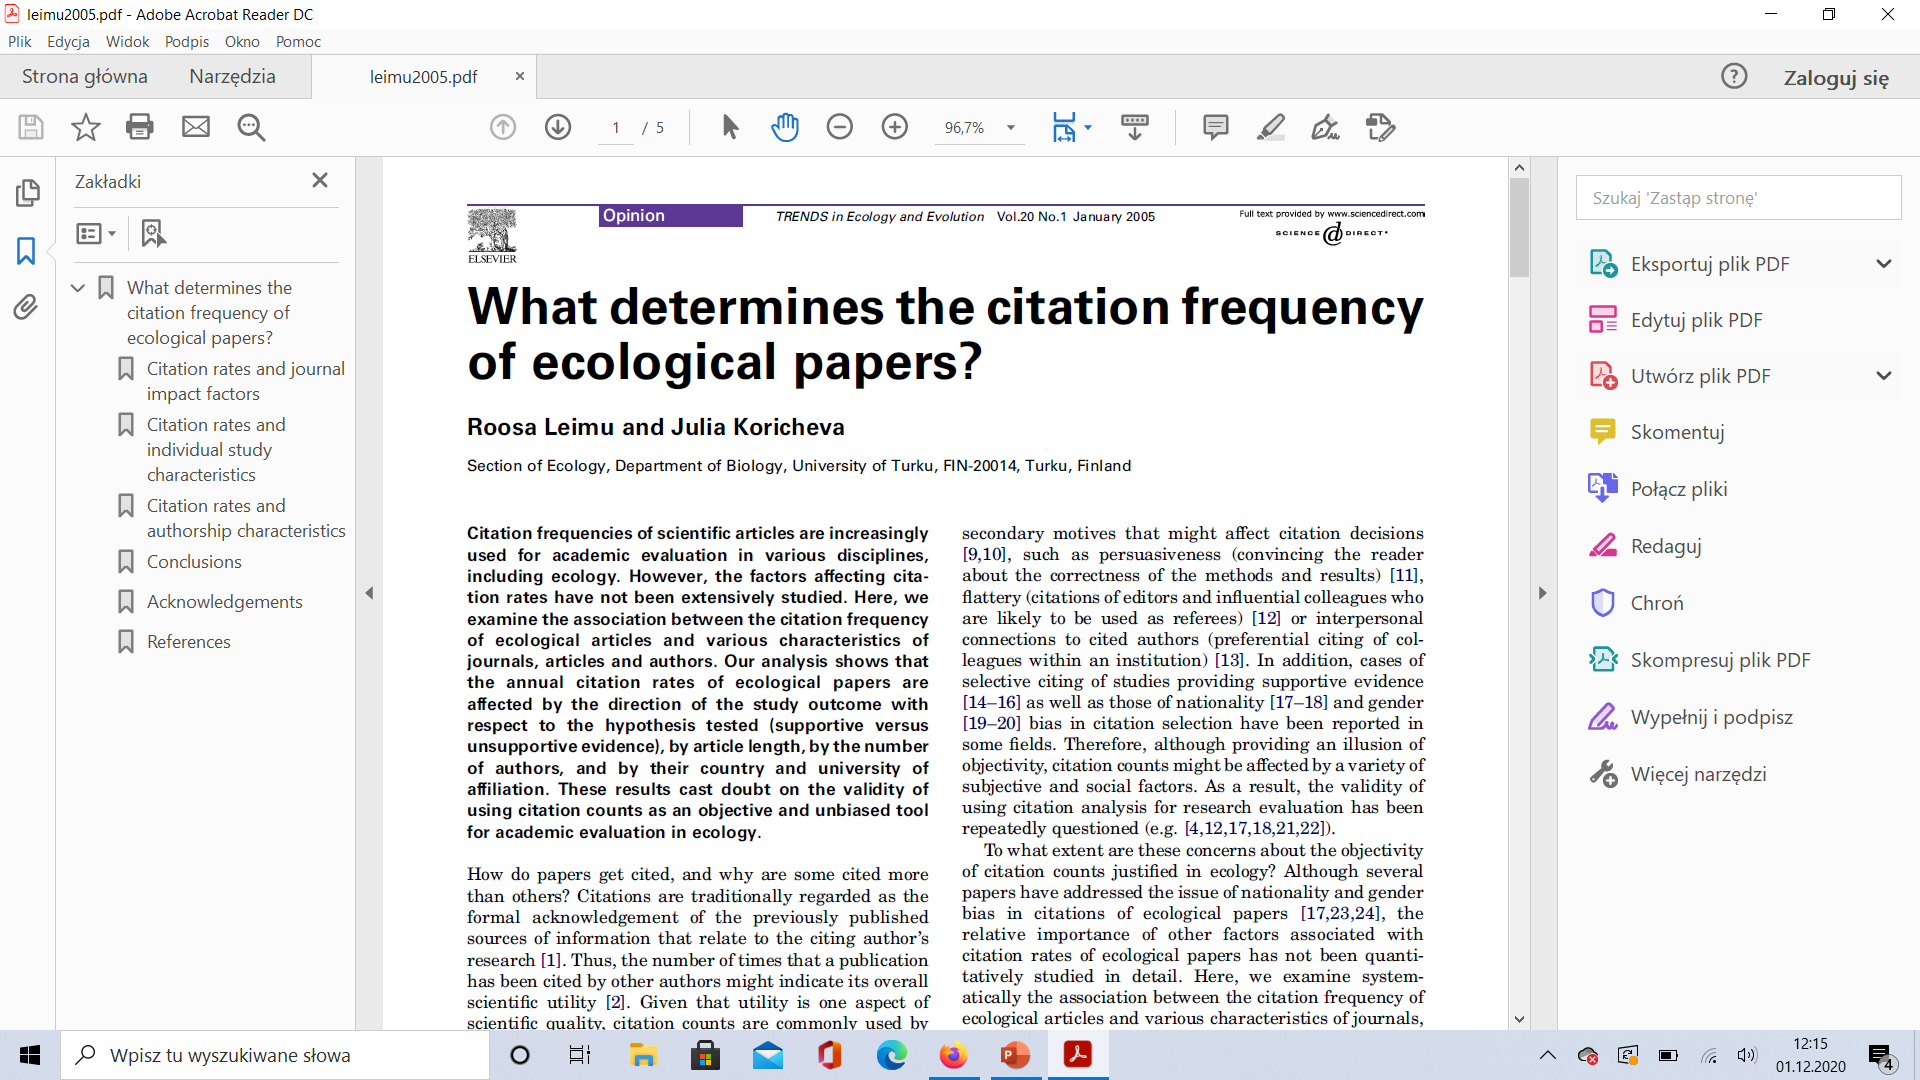 leimu2005.pdf - Adobe Acrobat Reader DC
Plik Edycja Widok Podpis Okno Pomoc
Strona główna Narzędzia leimu2005.pdf Zaloguj się
1 / 5 96,7%
Zakładki
What determines the
citation frequency of
ecological papers?
Citation rates and journal
impact factors
Citation rates and
individual study
characteristics
Citation rates and
authorship characteristics
Conclusions
Acknowledgements
References
ELSEVIER
Opinion
TRENDS in Ecology and Evolution Vol.20 No.1 January 2005
Full text provided by www.sciencedirect.com
SCIENCE @ DIRECT®
What determines the citation frequency
of ecological papers?
Roosa Leimu and Julia Koricheva
Section of Ecology, Department of Biology, University of Turku, FIN-20014, Turku, Finland
Citation frequencies of scientific articles are increasingly
used for academic evaluation in various disciplines,
including ecology. However, the factors affecting cita-
tion rates have not been extensively studied. Here, we
examine the association between the citation frequency
of ecological articles and various characteristics of
journals, articles and authors. Our analysis shows that
the annual citation rates of ecological papers are
affected by the direction of the study outcome with
respect to the hypothesis tested (supportive versus
unsupportive evidence), by article length, by the number
of authors, and by their country and university of
affiliation. These results cast doubt on the validity of
using citation counts as an objective and unbiased tool
for academic evaluation in ecology.
How do papers get cited, and why are some cited more
than others? Citations are traditionally regarded as the
formal acknowledgement of the previously published
sources of information that relate to the citing author's
research [1]. Thus, the number of times that a publication
has been cited by other authors might indicate its overall
scientific utility [2]. Given that utility is one aspect of
scientific quality, citation counts are commonly used by
secondary motives that might affect citation decisions
[9,10], such as persuasiveness (convincing the reader
about the correctness of the methods and results) [11],
flattery (citations of editors and influential colleagues who
are likely to be used as referees) [12] or interpersonal
connections to cited authors (preferential citing of col-
leagues within an institution) [13]. In addition, cases of
selective citing of studies providing supportive evidence
[14–16] as well as those of nationality [17–18] and gender
[19–20] bias in citation selection have been reported in
some fields. Therefore, although providing an illusion of
objectivity, citation counts might be affected by a variety of
subjective and social factors. As a result, the validity of
using citation analysis for research evaluation has been
repeatedly questioned (e.g. [4,12,17,18,21,22]).
To what extent are these concerns about the objectivity
of citation counts justified in ecology? Although several
papers have addressed the issue of nationality and gender
bias in citations of ecological papers [17,23,24], the
relative importance of other factors associated with
citation rates of ecological papers has not been quanti-
tatively studied in detail. Here, we examine system-
atically the association between the citation frequency of
ecological articles and various characteristics of journals,
Szukaj 'Zastąp stronę'
Eksportuj plik PDF
Edytuj plik PDF
Utwórz plik PDF
Skomentuj
Połącz pliki
Redaguj
Chroń
Skompresuj plik PDF
Wypełnij i podpisz
Więcej narzędzi
Wpisz tu wyszukiwane słowa
12:15
01.12.2020
4